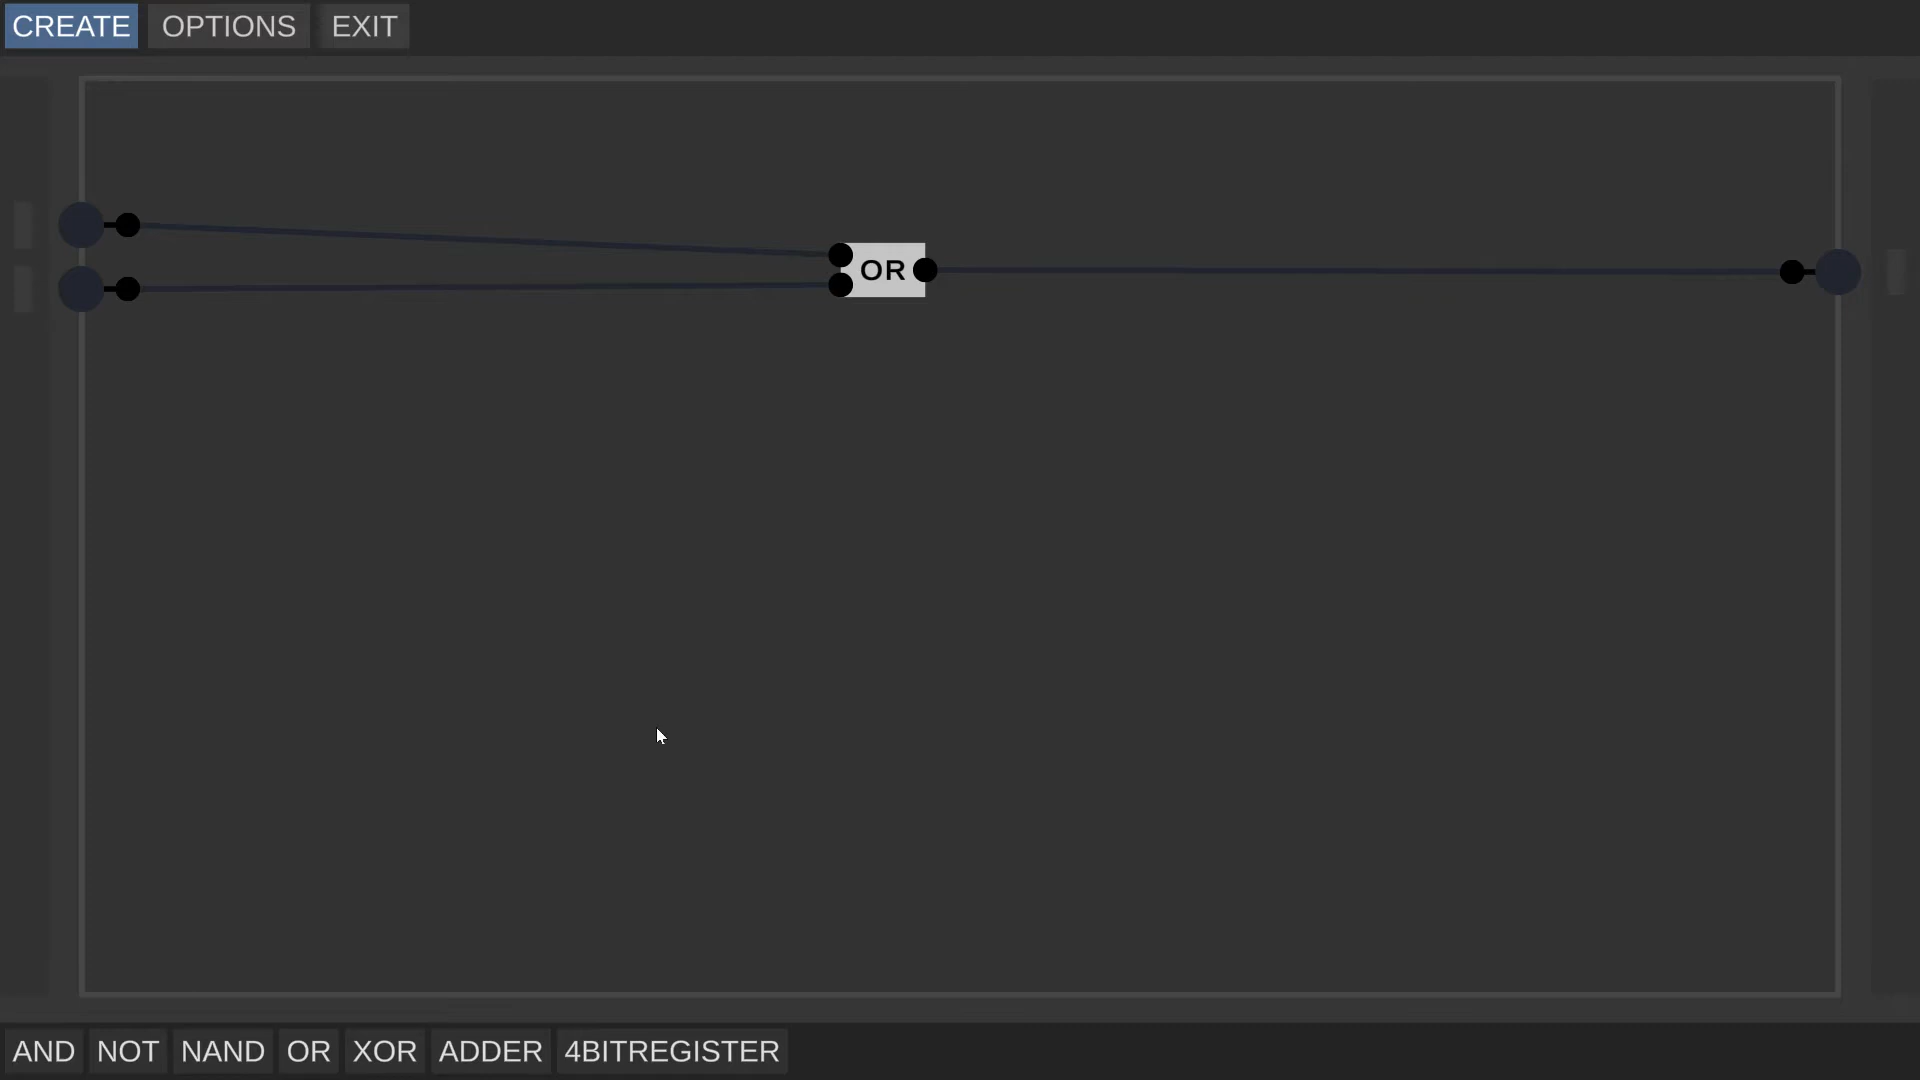 CREATE OPTIONS EXIT
OR
AND NOT NAND OR XOR ADDER 4BITREGISTER